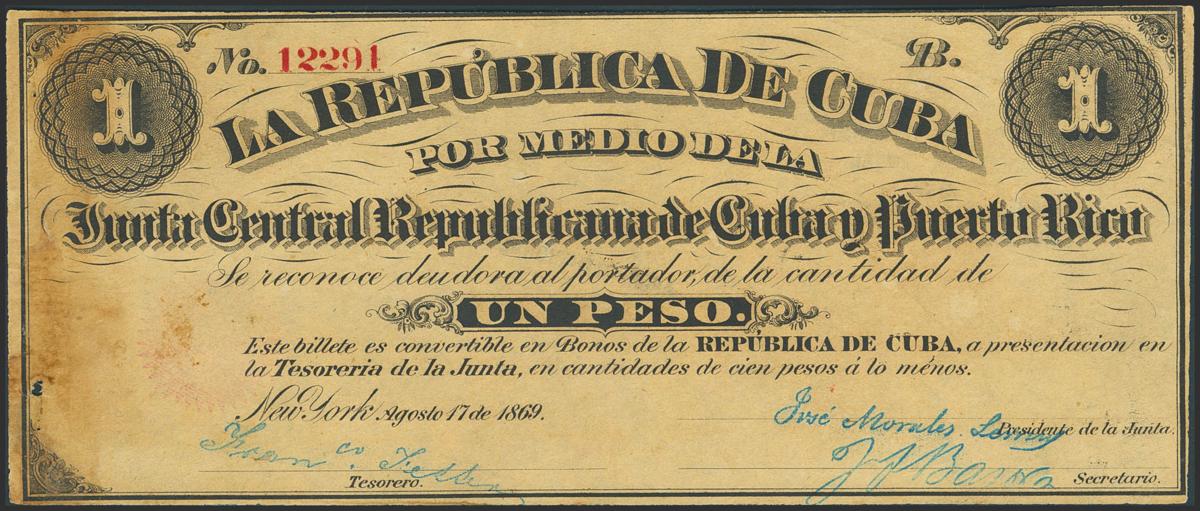 1 No. 12291 B. 1
LA REPÚBLICA DE CUBA
POR MEDIO DE LA
Junta Central Republicana de Cuba y Puerto Rico
Se reconoce deudora al portador, de la cantidad de
UN PESO.
Este billete es convertible en Bonos de la REPÚBLICA DE CUBA, a presentacion en
la Tesorería de la Junta, en cantidades de cien pesos á lo ménos.
New York Agosto 17 de 1869.
José Morales Lemus Presidente de la Junta.
Franco.
Tesorero. Secretario.